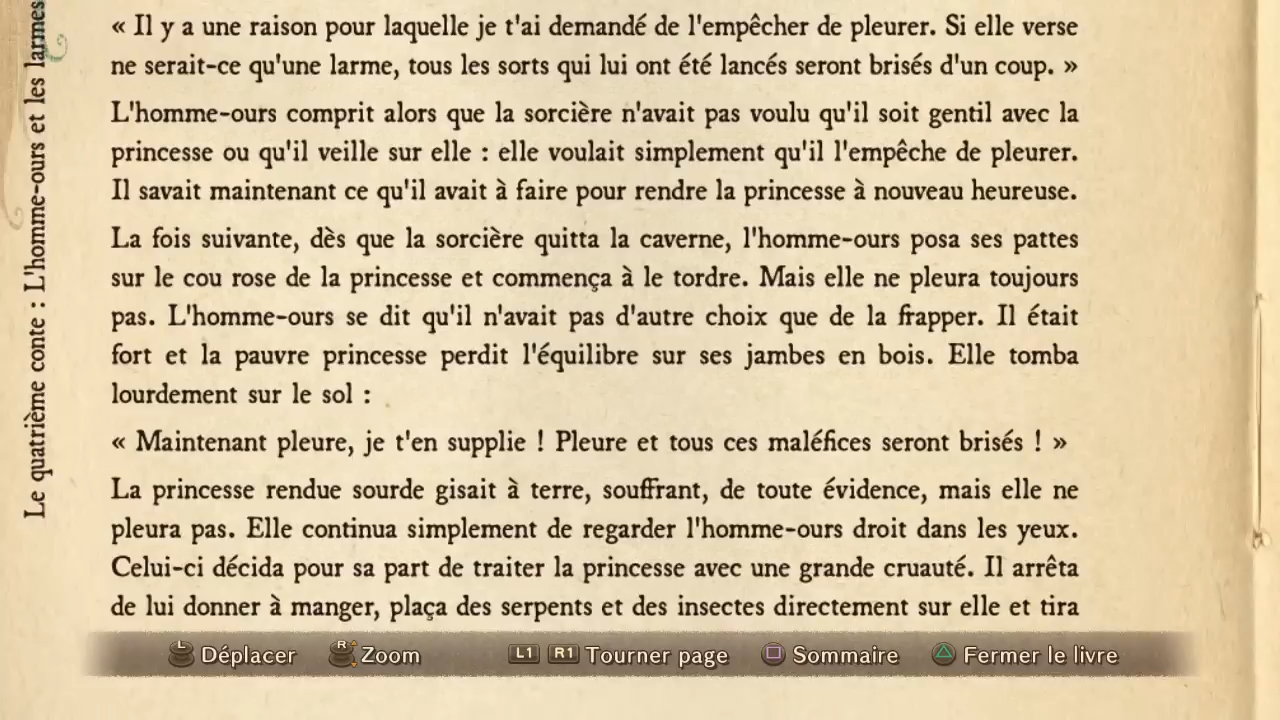 Le quatrième conte : L'homme-ours et les larmes
« Il y a une raison pour laquelle je t'ai demandé de l'empêcher de pleurer. Si elle verse
ne serait-ce qu'une larme, tous les sorts qui lui ont été lancés seront brisés d'un coup. »
L'homme-ours comprit alors que la sorcière n'avait pas voulu qu'il soit gentil avec la
princesse ou qu'il veille sur elle : elle voulait simplement qu'il l'empêche de pleurer.
Il savait maintenant ce qu'il avait à faire pour rendre la princesse à nouveau heureuse.
La fois suivante, dès que la sorcière quitta la caverne, l'homme-ours posa ses pattes
sur le cou rose de la princesse et commença à le tordre. Mais elle ne pleura toujours
pas. L'homme-ours se dit qu'il n'avait pas d'autre choix que de la frapper. Il était
fort et la pauvre princesse perdit l'équilibre sur ses jambes en bois. Elle tomba
lourdement sur le sol :
« Maintenant pleure, je t'en supplie ! Pleure et tous ces maléfices seront brisés ! »
La princesse rendue sourde gisait à terre, souffrant, de toute évidence, mais elle ne
pleura pas. Elle continua simplement de regarder l'homme-ours droit dans les yeux.
Celui-ci décida pour sa part de traiter la princesse avec une grande cruauté. Il arrêta
de lui donner à manger, plaça des serpents et des insectes directement sur elle et tira
L Déplacer R Zoom L1 R1 Tourner page Sommaire Fermer le livre